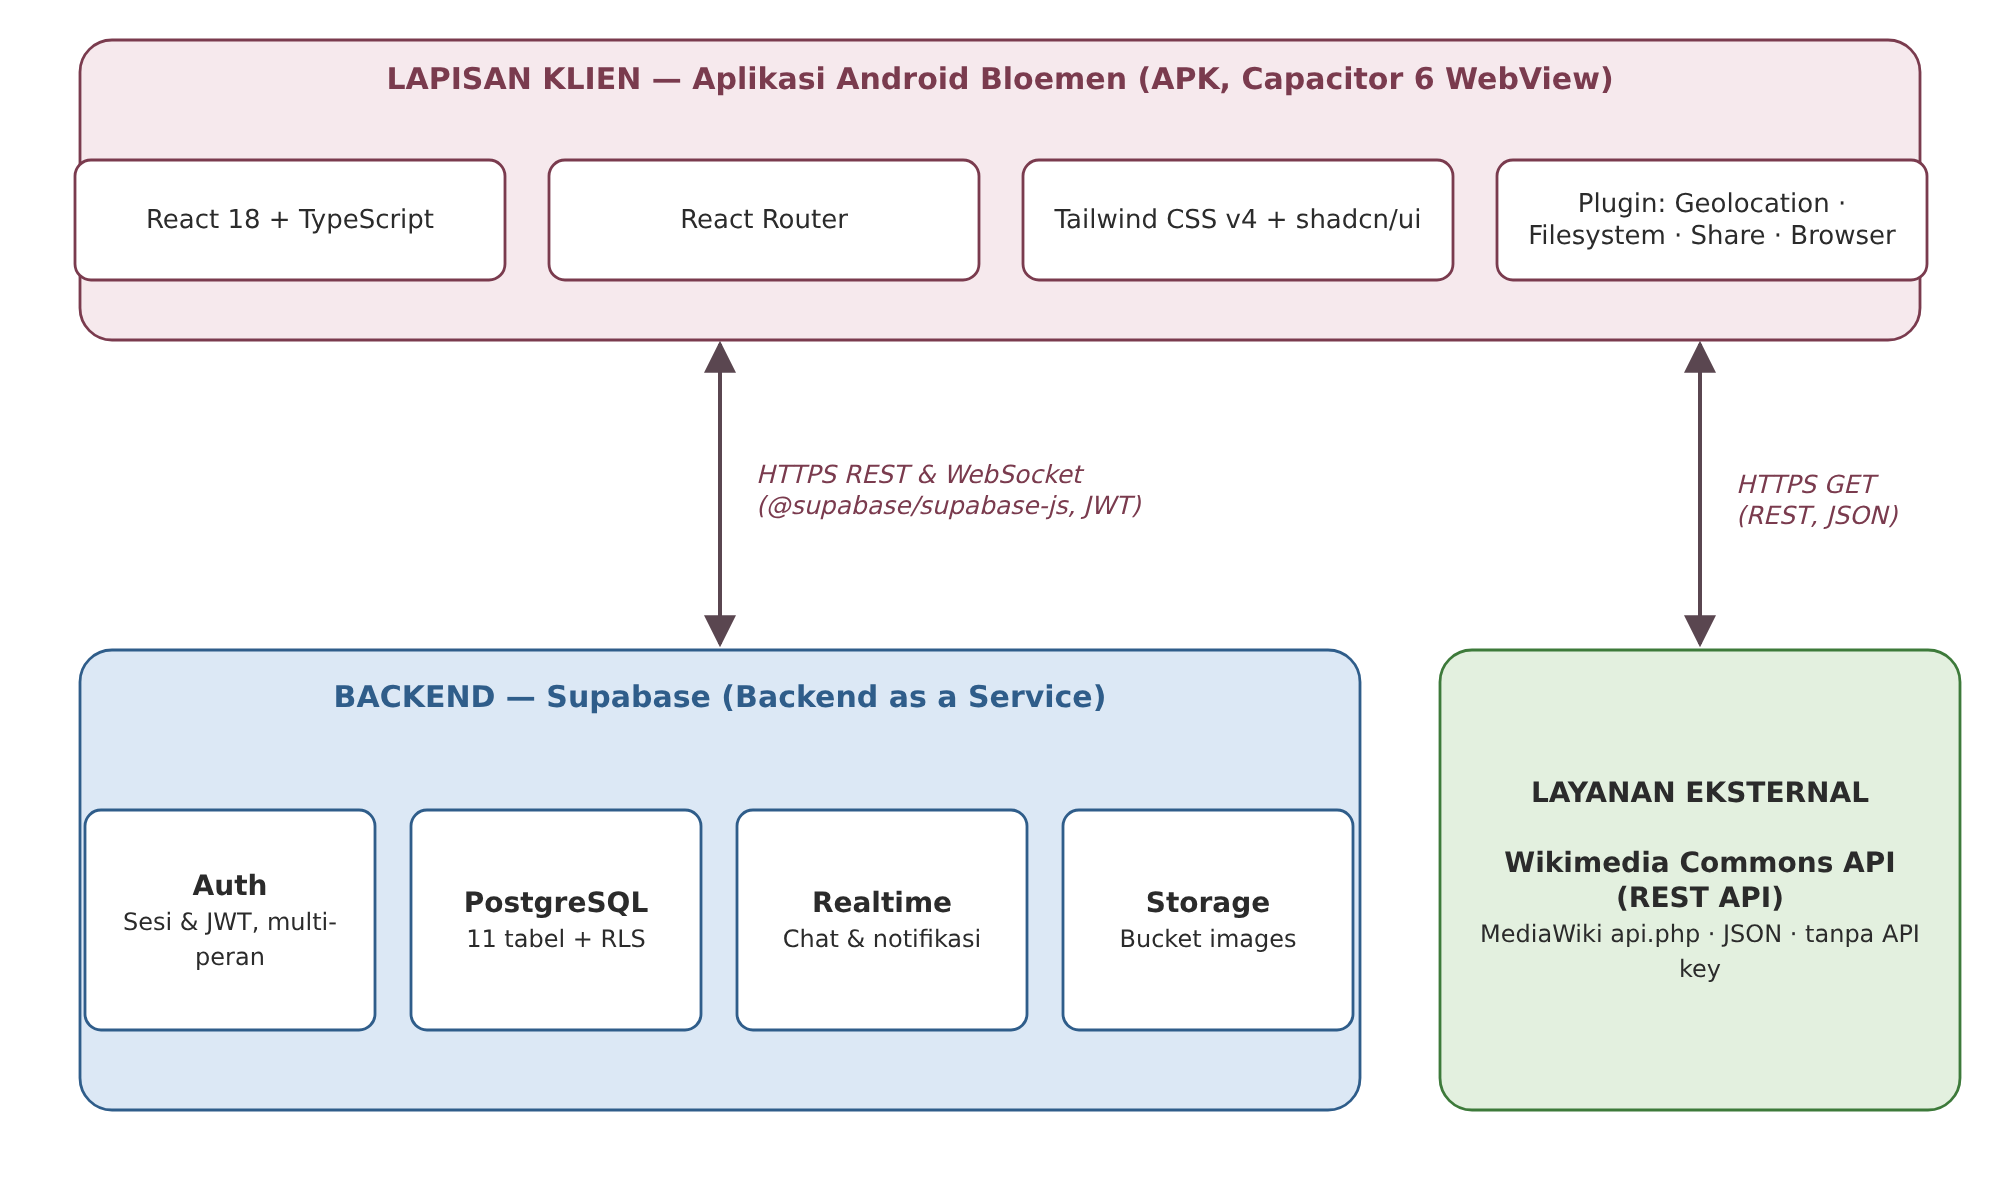 LAPISAN KLIEN — Aplikasi Android Bloemen (APK, Capacitor 6 WebView)
React 18 + TypeScript
React Router
Tailwind CSS v4 + shadcn/ui
Plugin: Geolocation ·
Filesystem · Share · Browser
HTTPS REST & WebSocket
(@supabase/supabase-js, JWT)
HTTPS GET
(REST, JSON)
BACKEND — Supabase (Backend as a Service)
Auth
Sesi & JWT, multi-
peran
PostgreSQL
11 tabel + RLS
Realtime
Chat & notifikasi
Storage
Bucket images
LAYANAN EKSTERNAL
Wikimedia Commons API
(REST API)
MediaWiki api.php · JSON · tanpa API
key